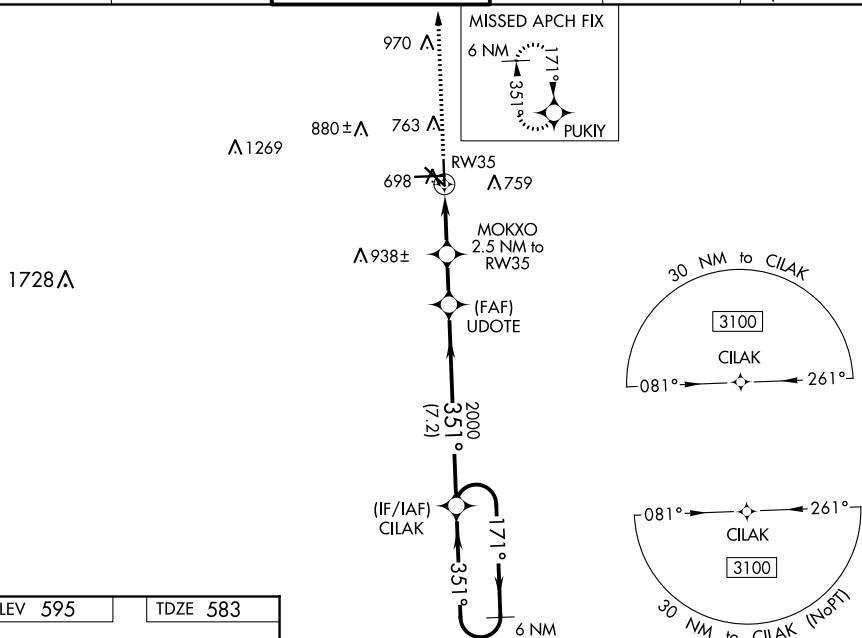 MISSED APCH FIX
6 NM
171°
351°
PUKIY
970
880 ±
763
1269
RW35
698
759
MOKXO
2.5 NM to
RW35
938±
1728
(FAF)
UDOTE
2000
351°
(7.2)
(IF/IAF)
CILAK
171°
351°
6 NM
30 NM to CILAK
3100
CILAK
081°
261°
081°
261°
CILAK
3100
30 NM to CILAK (NoPT)
LEV 595
TDZE 583